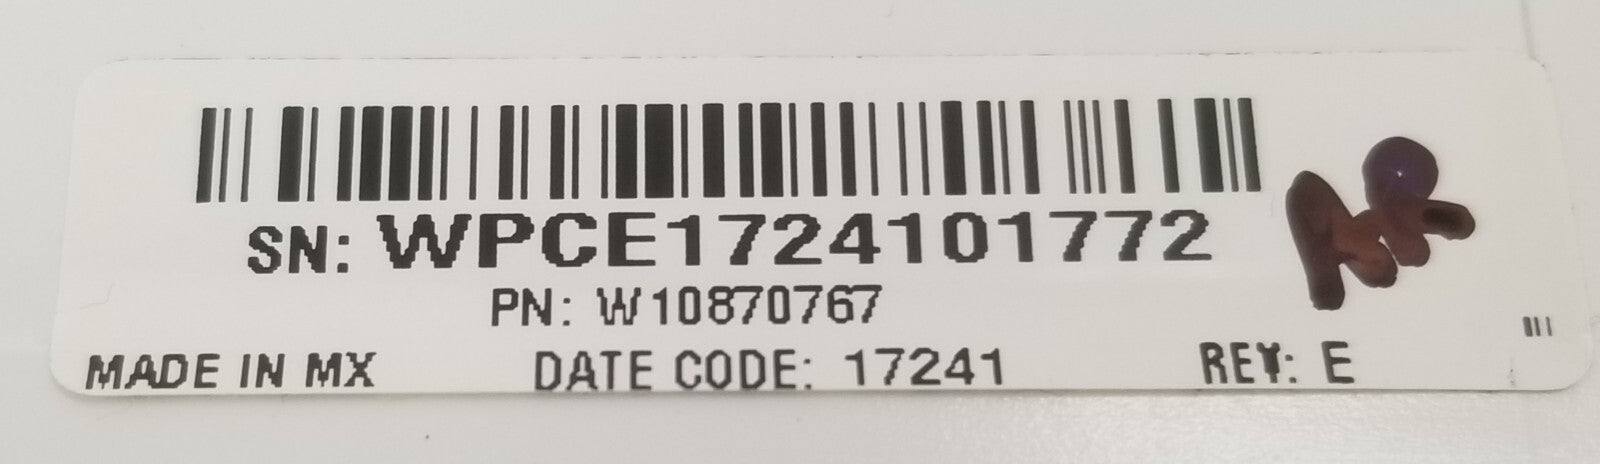 SN: WPCE1724101772
PN: W10870767
MADE IN MX DATE CODE: 17241 REV: E